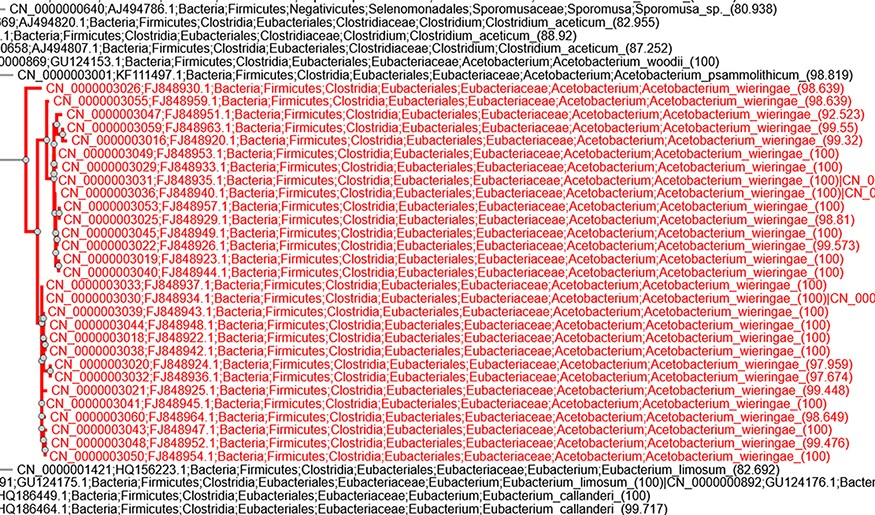 CN_0000000640;AJ494786.1;Bacteria;Firmicutes;Negativicutes;Selenomonadales;Sporomusaceae;Sporomusa;Sporomusa_sp._(80.938)
669;AJ494820.1;Bacteria;Firmicutes;Clostridia;Eubacteriales;Clostridiaceae;Clostridium;Clostridium_aceticum_(82.955)
.1;Bacteria;Firmicutes;Clostridia;Eubacteriales;Clostridiaceae;Clostridium;Clostridium_aceticum_(88.92)
0658;AJ494807.1;Bacteria;Firmicutes;Clostridia;Eubacteriales;Clostridiaceae;Clostridium;Clostridium_aceticum_(87.252)
0000869;GU124153.1;Bacteria;Firmicutes;Clostridia;Eubacteriales;Eubacteriaceae;Acetobacterium;Acetobacterium_woodii_(100)
CN_0000003001;KF111497.1;Bacteria;Firmicutes;Clostridia;Eubacteriales;Eubacteriaceae;Acetobacterium;Acetobacterium_psammolithicum_(98.819)
CN_0000003026;FJ848930.1;Bacteria;Firmicutes;Clostridia;Eubacteriales;Eubacteriaceae;Acetobacterium;Acetobacterium_wieringae_(98.639)
CN_0000003055;FJ848959.1;Bacteria;Firmicutes;Clostridia;Eubacteriales;Eubacteriaceae;Acetobacterium;Acetobacterium_wieringae_(98.639)
CN_0000003047;FJ848951.1;Bacteria;Firmicutes;Clostridia;Eubacteriales;Eubacteriaceae;Acetobacterium;Acetobacterium_wieringae_(92.523)
CN_0000003059;FJ848963.1;Bacteria;Firmicutes;Clostridia;Eubacteriales;Eubacteriaceae;Acetobacterium;Acetobacterium_wieringae_(99.55)
CN_0000003016;FJ848920.1;Bacteria;Firmicutes;Clostridia;Eubacteriales;Eubacteriaceae;Acetobacterium;Acetobacterium_wieringae_(99.32)
CN_0000003049;FJ848953.1;Bacteria;Firmicutes;Clostridia;Eubacteriales;Eubacteriaceae;Acetobacterium;Acetobacterium_wieringae_(100)
CN_0000003029;FJ848933.1;Bacteria;Firmicutes;Clostridia;Eubacteriales;Eubacteriaceae;Acetobacterium;Acetobacterium_wieringae_(100)
CN_0000003031;FJ848935.1;Bacteria;Firmicutes;Clostridia;Eubacteriales;Eubacteriaceae;Acetobacterium;Acetobacterium_wieringae_(100)|CN_0
CN_0000003036;FJ848940.1;Bacteria;Firmicutes;Clostridia;Eubacteriales;Eubacteriaceae;Acetobacterium;Acetobacterium_wieringae_(100)|CN_0
CN_0000003053;FJ848957.1;Bacteria;Firmicutes;Clostridia;Eubacteriales;Eubacteriaceae;Acetobacterium;Acetobacterium_wieringae_(100)
CN_0000003025;FJ848929.1;Bacteria;Firmicutes;Clostridia;Eubacteriales;Eubacteriaceae;Acetobacterium;Acetobacterium_wieringae_(98.81)
CN_0000003045;FJ848949.1;Bacteria;Firmicutes;Clostridia;Eubacteriales;Eubacteriaceae;Acetobacterium;Acetobacterium_wieringae_(100)
CN_0000003022;FJ848926.1;Bacteria;Firmicutes;Clostridia;Eubacteriales;Eubacteriaceae;Acetobacterium;Acetobacterium_wieringae_(99.573)
CN_0000003019;FJ848923.1;Bacteria;Firmicutes;Clostridia;Eubacteriales;Eubacteriaceae;Acetobacterium;Acetobacterium_wieringae_(100)
CN_0000003040;FJ848944.1;Bacteria;Firmicutes;Clostridia;Eubacteriales;Eubacteriaceae;Acetobacterium;Acetobacterium_wieringae_(100)
CN_0000003033;FJ848937.1;Bacteria;Firmicutes;Clostridia;Eubacteriales;Eubacteriaceae;Acetobacterium;Acetobacterium_wieringae_(100)
CN_0000003030;FJ848934.1;Bacteria;Firmicutes;Clostridia;Eubacteriales;Eubacteriaceae;Acetobacterium;Acetobacterium_wieringae_(100)|CN_000
CN_0000003039;FJ848943.1;Bacteria;Firmicutes;Clostridia;Eubacteriales;Eubacteriaceae;Acetobacterium;Acetobacterium_wieringae_(100)
CN_0000003044;FJ848948.1;Bacteria;Firmicutes;Clostridia;Eubacteriales;Eubacteriaceae;Acetobacterium;Acetobacterium_wieringae_(100)
CN_0000003018;FJ848922.1;Bacteria;Firmicutes;Clostridia;Eubacteriales;Eubacteriaceae;Acetobacterium;Acetobacterium_wieringae_(100)
CN_0000003038;FJ848942.1;Bacteria;Firmicutes;Clostridia;Eubacteriales;Eubacteriaceae;Acetobacterium;Acetobacterium_wieringae_(100)
CN_0000003020;FJ848924.1;Bacteria;Firmicutes;Clostridia;Eubacteriales;Eubacteriaceae;Acetobacterium;Acetobacterium_wieringae_(97.959)
CN_0000003032;FJ848936.1;Bacteria;Firmicutes;Clostridia;Eubacteriales;Eubacteriaceae;Acetobacterium;Acetobacterium_wieringae_(97.674)
CN_0000003021;FJ848925.1;Bacteria;Firmicutes;Clostridia;Eubacteriales;Eubacteriaceae;Acetobacterium;Acetobacterium_wieringae_(99.448)
CN_0000003041;FJ848945.1;Bacteria;Firmicutes;Clostridia;Eubacteriales;Eubacteriaceae;Acetobacterium;Acetobacterium_wieringae_(100)
CN_0000003060;FJ848964.1;Bacteria;Firmicutes;Clostridia;Eubacteriales;Eubacteriaceae;Acetobacterium;Acetobacterium_wieringae_(98.649)
CN_0000003043;FJ848947.1;Bacteria;Firmicutes;Clostridia;Eubacteriales;Eubacteriaceae;Acetobacterium;Acetobacterium_wieringae_(100)
CN_0000003048;FJ848952.1;Bacteria;Firmicutes;Clostridia;Eubacteriales;Eubacteriaceae;Acetobacterium;Acetobacterium_wieringae_(99.476)
CN_0000003050;FJ848954.1;Bacteria;Firmicutes;Clostridia;Eubacteriales;Eubacteriaceae;Acetobacterium;Acetobacterium_wieringae_(100)
CN_0000001421;HQ156223.1;Bacteria;Firmicutes;Clostridia;Eubacteriales;Eubacteriaceae;Eubacterium;Eubacterium_limosum_(82.692)
91;GU124175.1;Bacteria;Firmicutes;Clostridia;Eubacteriales;Eubacteriaceae;Eubacterium;Eubacterium_limosum_(100)|CN_0000000892;GU124176.1;Bacter
HQ186449.1;Bacteria;Firmicutes;Clostridia;Eubacteriales;Eubacteriaceae;Eubacterium;Eubacterium_callanderi_(100)
HQ186464.1;Bacteria;Firmicutes;Clostridia;Eubacteriales;Eubacteriaceae;Eubacterium;Eubacterium_callanderi_(99.717)